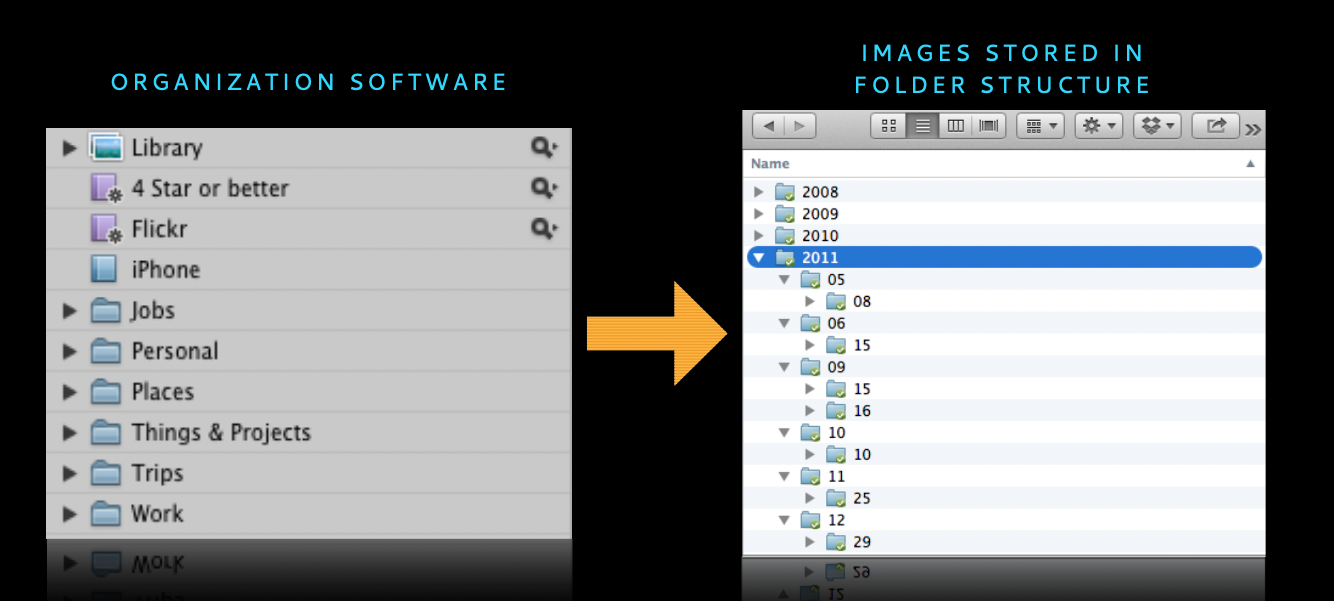 ORGANIZATION SOFTWARE
Library
4 Star or better
Flickr
iPhone
Jobs
Personal
Places
Things & Projects
Trips
Work
IMAGES STORED IN
FOLDER STRUCTURE
Name
2008
2009
2010
2011
05
08
06
15
09
15
16
10
10
11
25
12
29